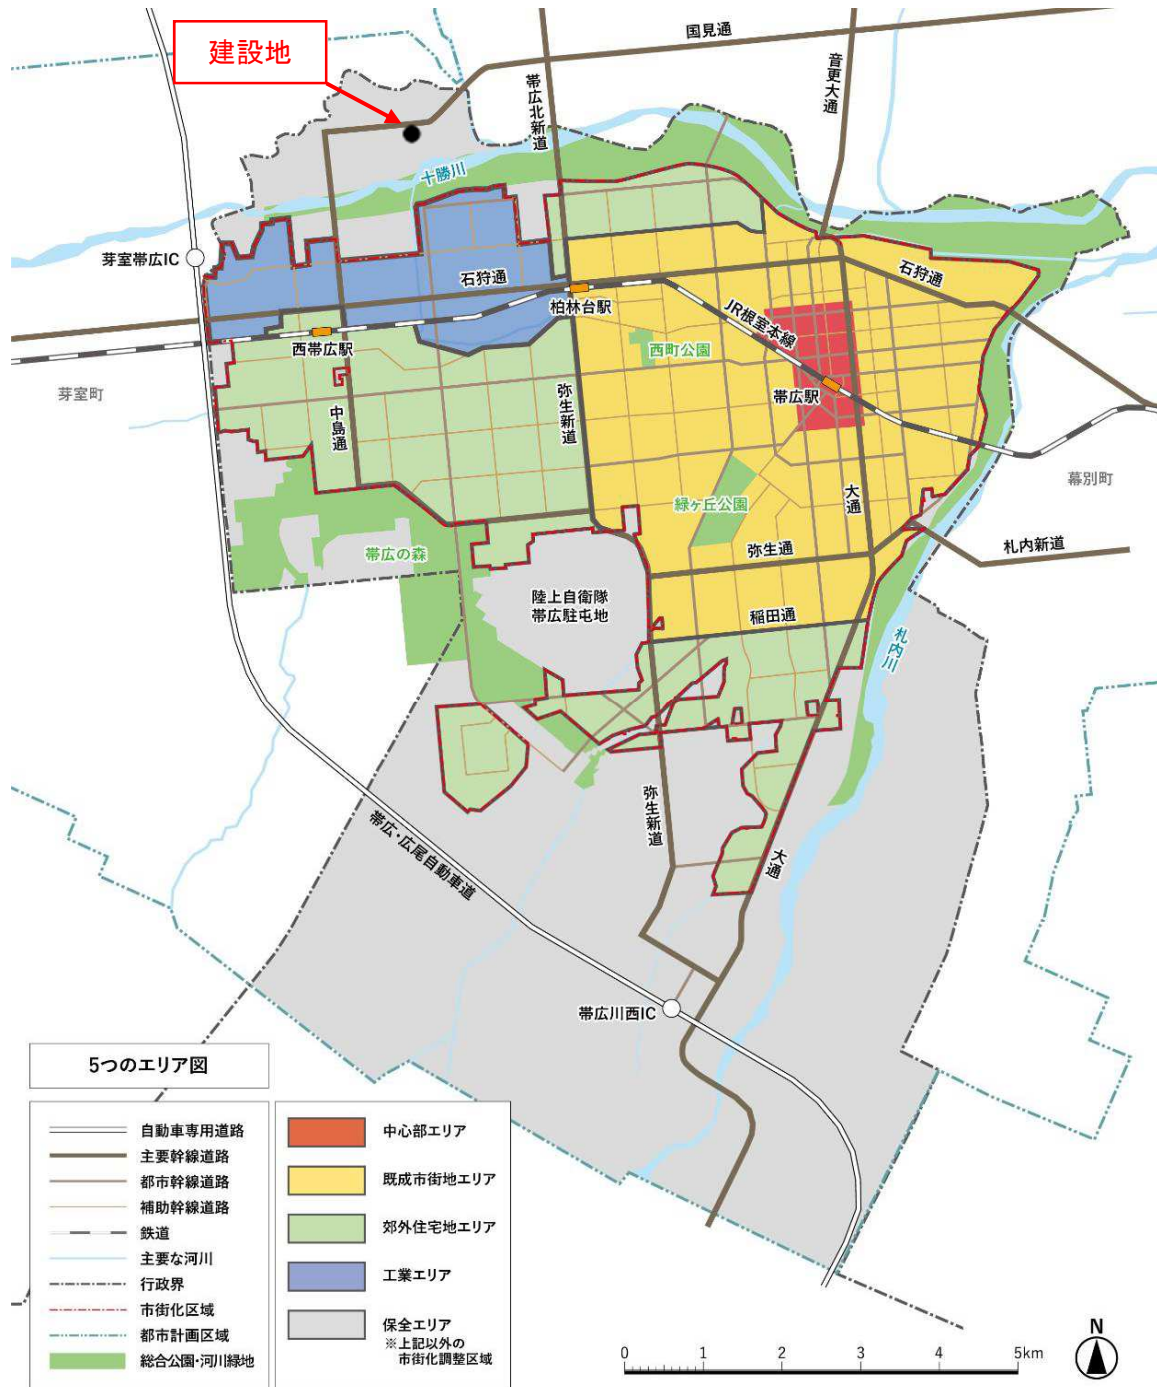 建設地
国見通
音更大通
帯広北新道
十勝川
芽室帯広IC
石狩通
石狩通
柏林台駅
JR根室本線
西帯広駅
西町公園
芽室町
帯広駅
中島通
弥生新道
大通
幕別町
緑ヶ丘公園
弥生通
札内新道
帯広の森
陸上自衛隊
帯広駐屯地
稲田通
札内川
弥生新道
帯広・広尾自動車道
大通
帯広川西IC
5つのエリア図
自動車専用道路
主要幹線道路
都市幹線道路
補助幹線道路
鉄道
主要な河川
行政界
市街化区域
都市計画区域
総合公園・河川緑地
中心部エリア
既成市街地エリア
郊外住宅地エリア
工業エリア
保全エリア
※上記以外の
市街化調整区域
0 1 2 3 4 5km
N